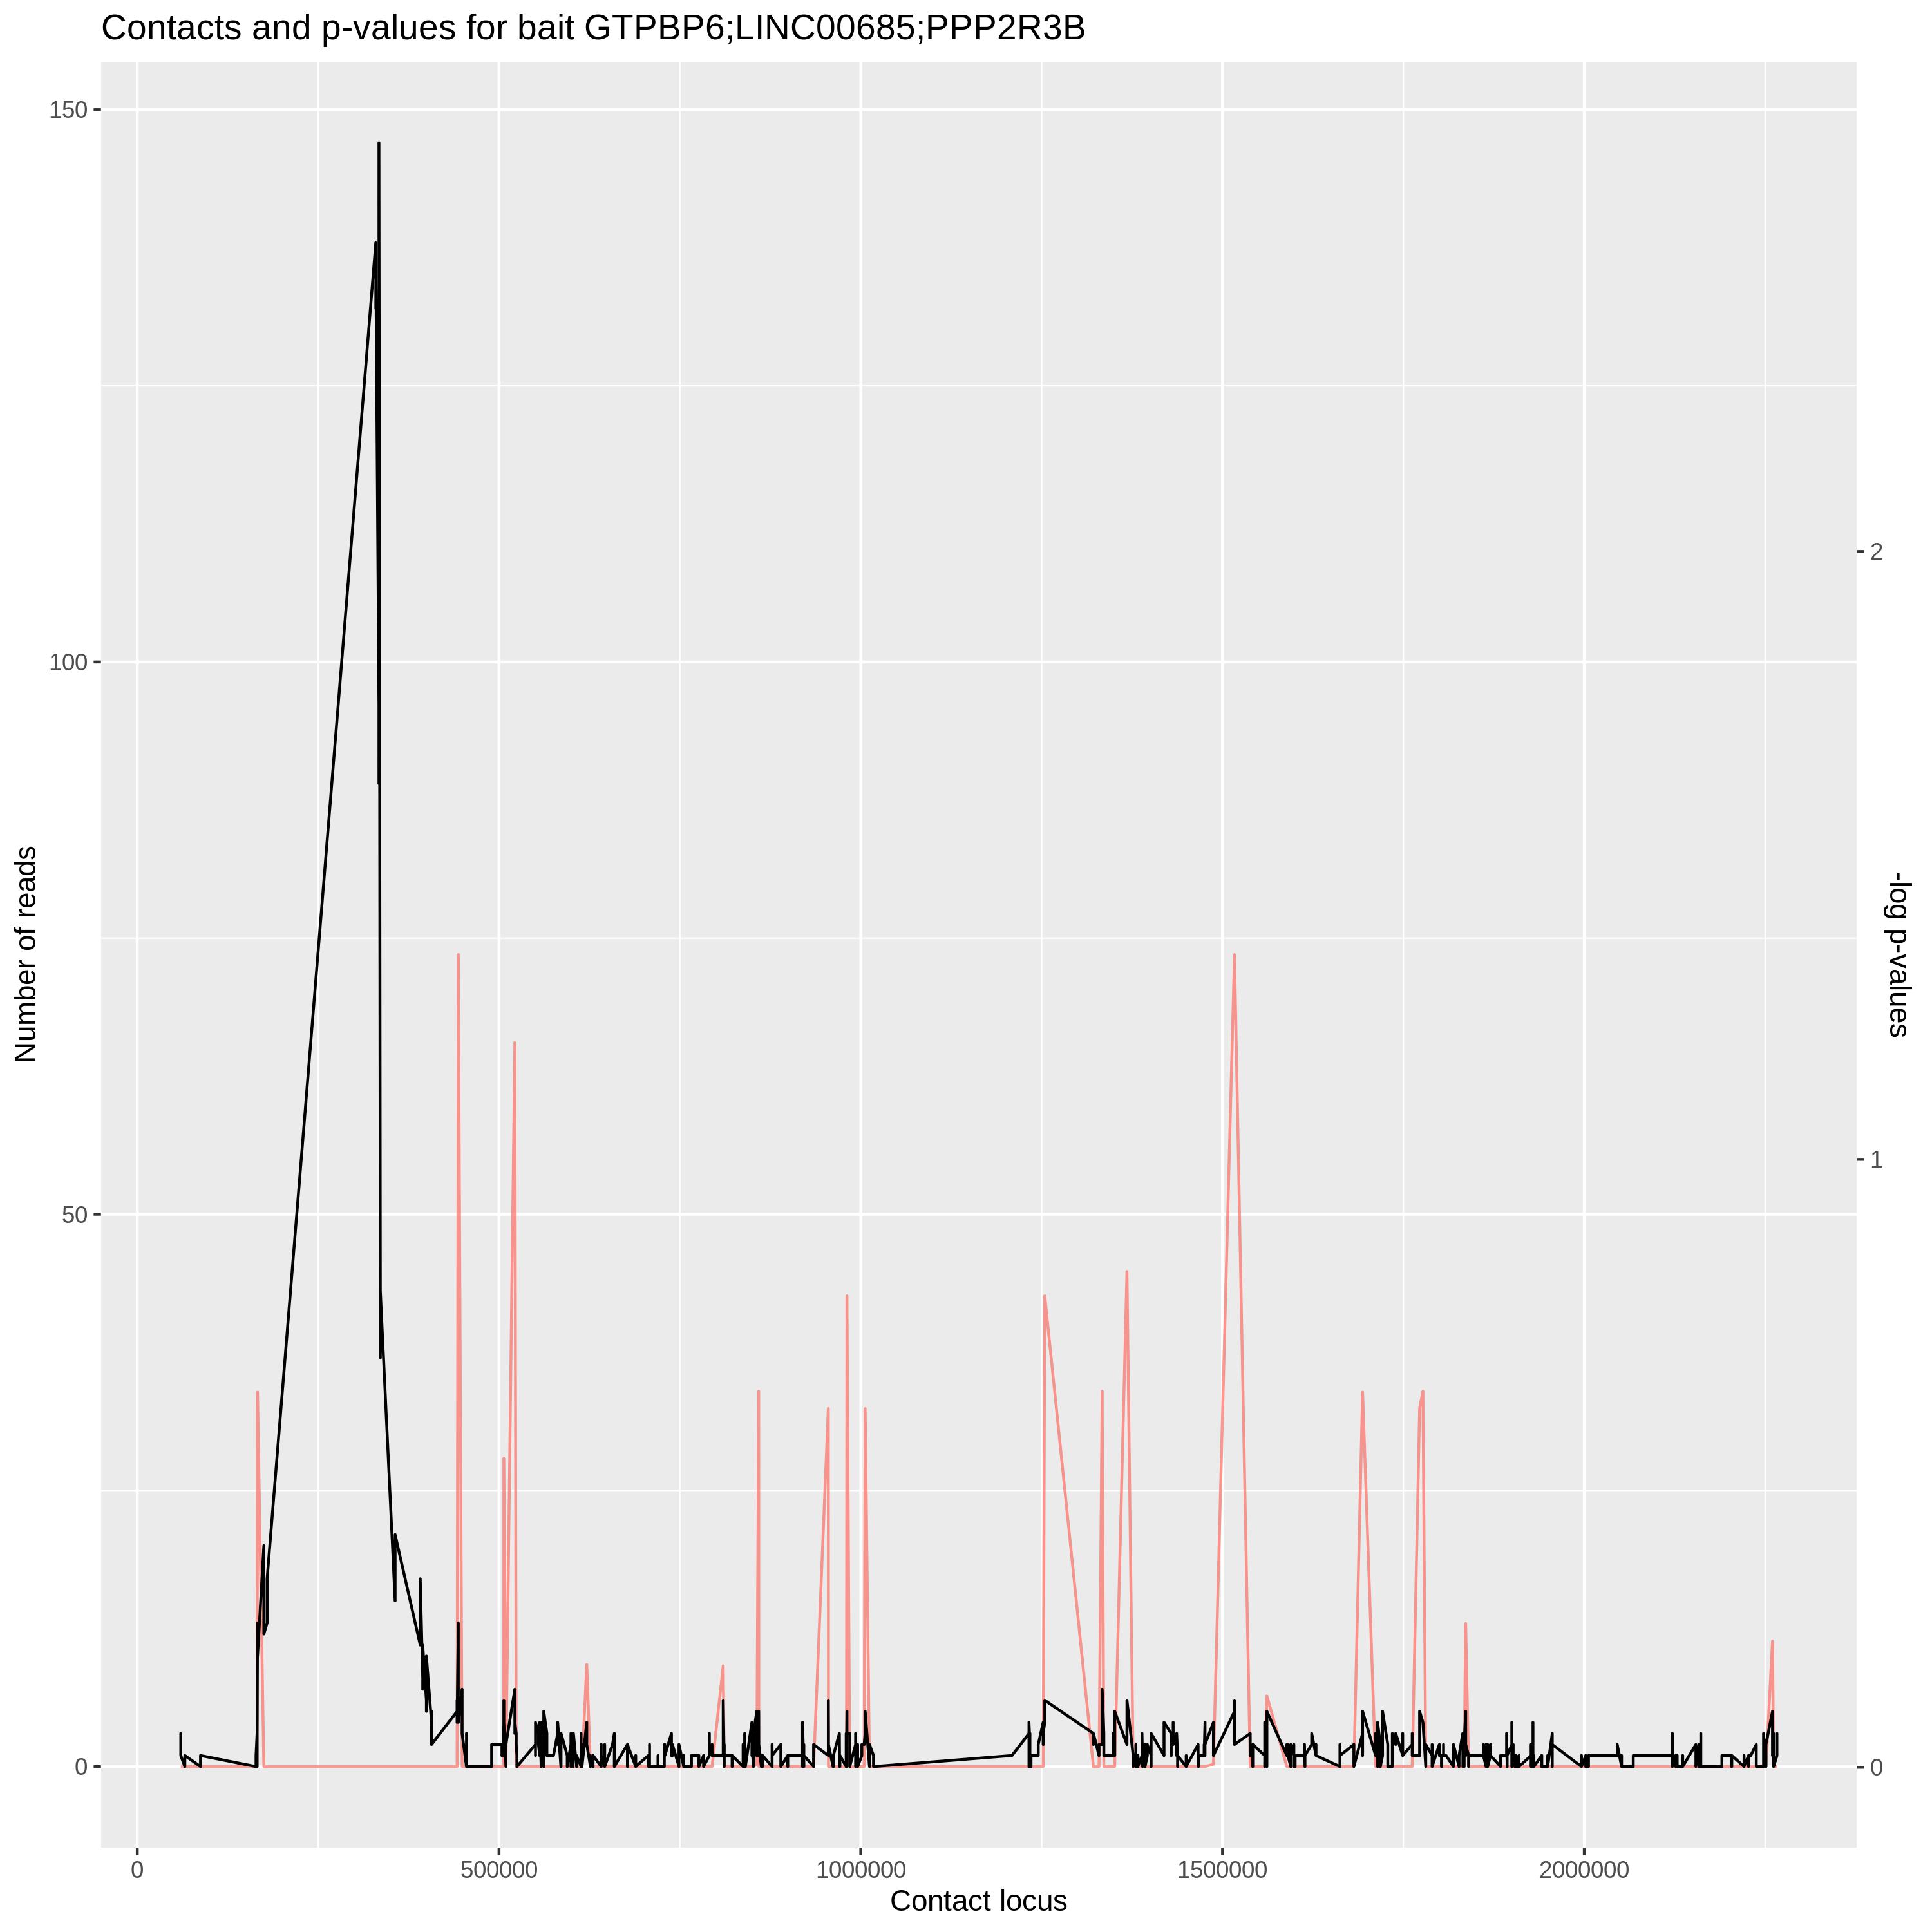 Contacts and p-values for bait GTPBP6;LINC00685;PPP2R3B
150
100
50
0
Number of reads
2
1
0
-log p-values
0 500000 1000000 1500000 2000000
Contact locus